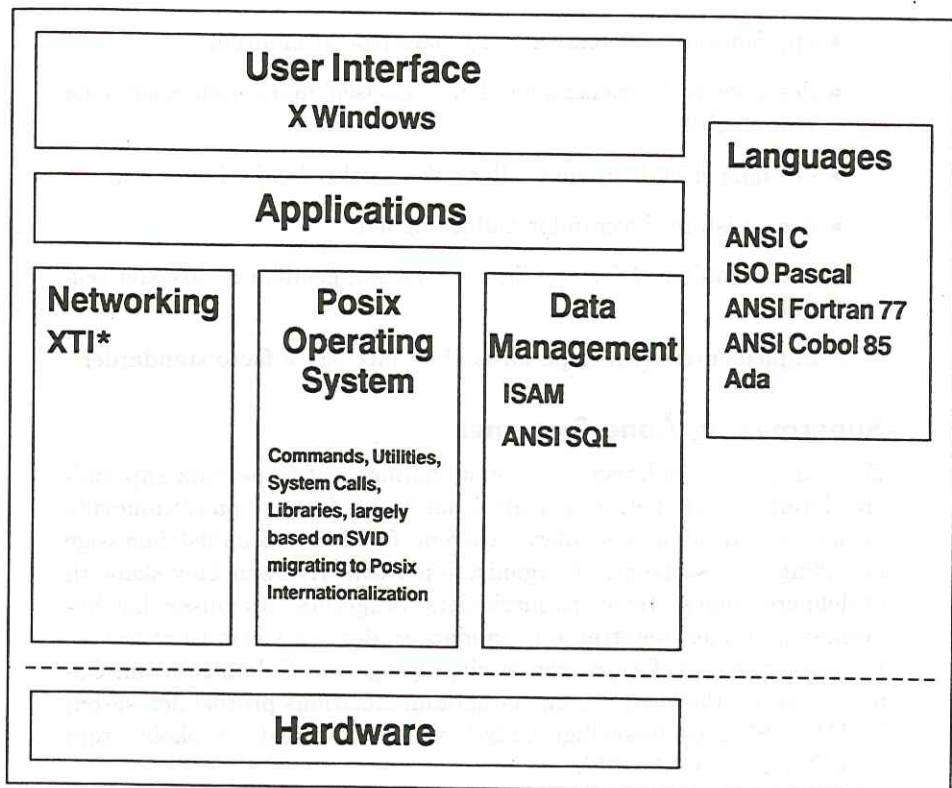 User Interface
X Windows
Applications
Networking
XTI*
Posix
Operating
System
Commands, Utilities,
System Calls,
Libraries, largely
based on SVID
migrating to Posix
Internationalization
Data
Management
ISAM
ANSI SQL
Languages
ANSI C
ISO Pascal
ANSI Fortran 77
ANSI Cobol 85
Ada
Hardware